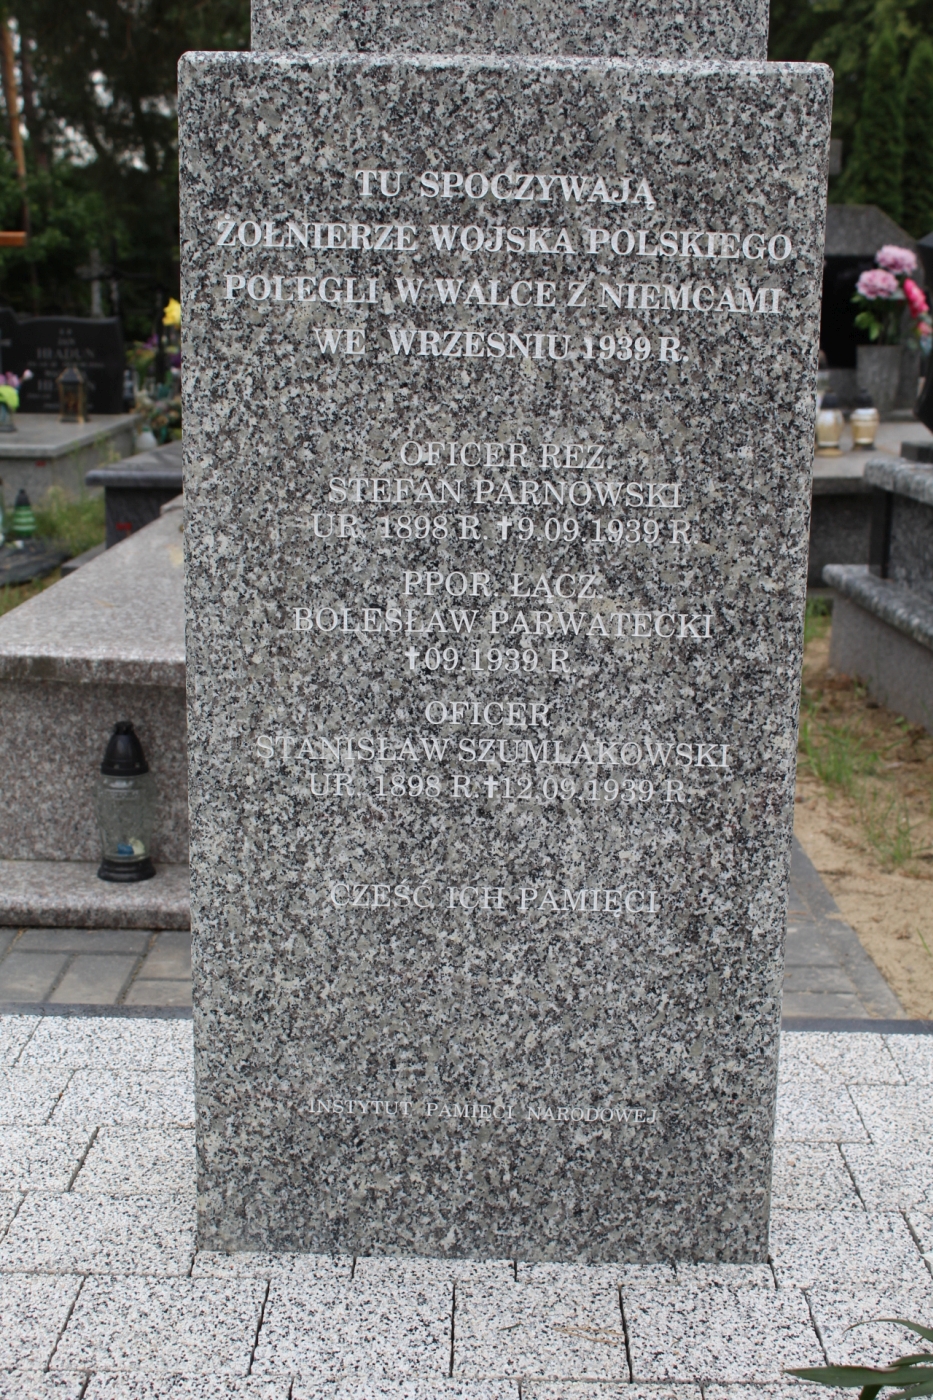 TU SPOCZYWAJĄ
ŻOŁNIERZE WOJSKA POLSKIEGO
POLEGLI W WALCE Z NIEMCAMI
WE WRZEŚNIU 1939 R.
OFICER REZ.
STEFAN PARNOWSKI
UR. 1898 R. ✝9.09.1939 R.
PPOR. ŁĄCZ.
BOLESŁAW PARWATECKI
✝09.1939 R.
OFICER
STANISŁAW SZUMLAKOWSKI
UR. 1898 R.✝12.09.1939 R.
CZEŚĆ ICH PAMIĘCI
INSTYTUT PAMIĘCI NARODOWEJ
HŁADUN